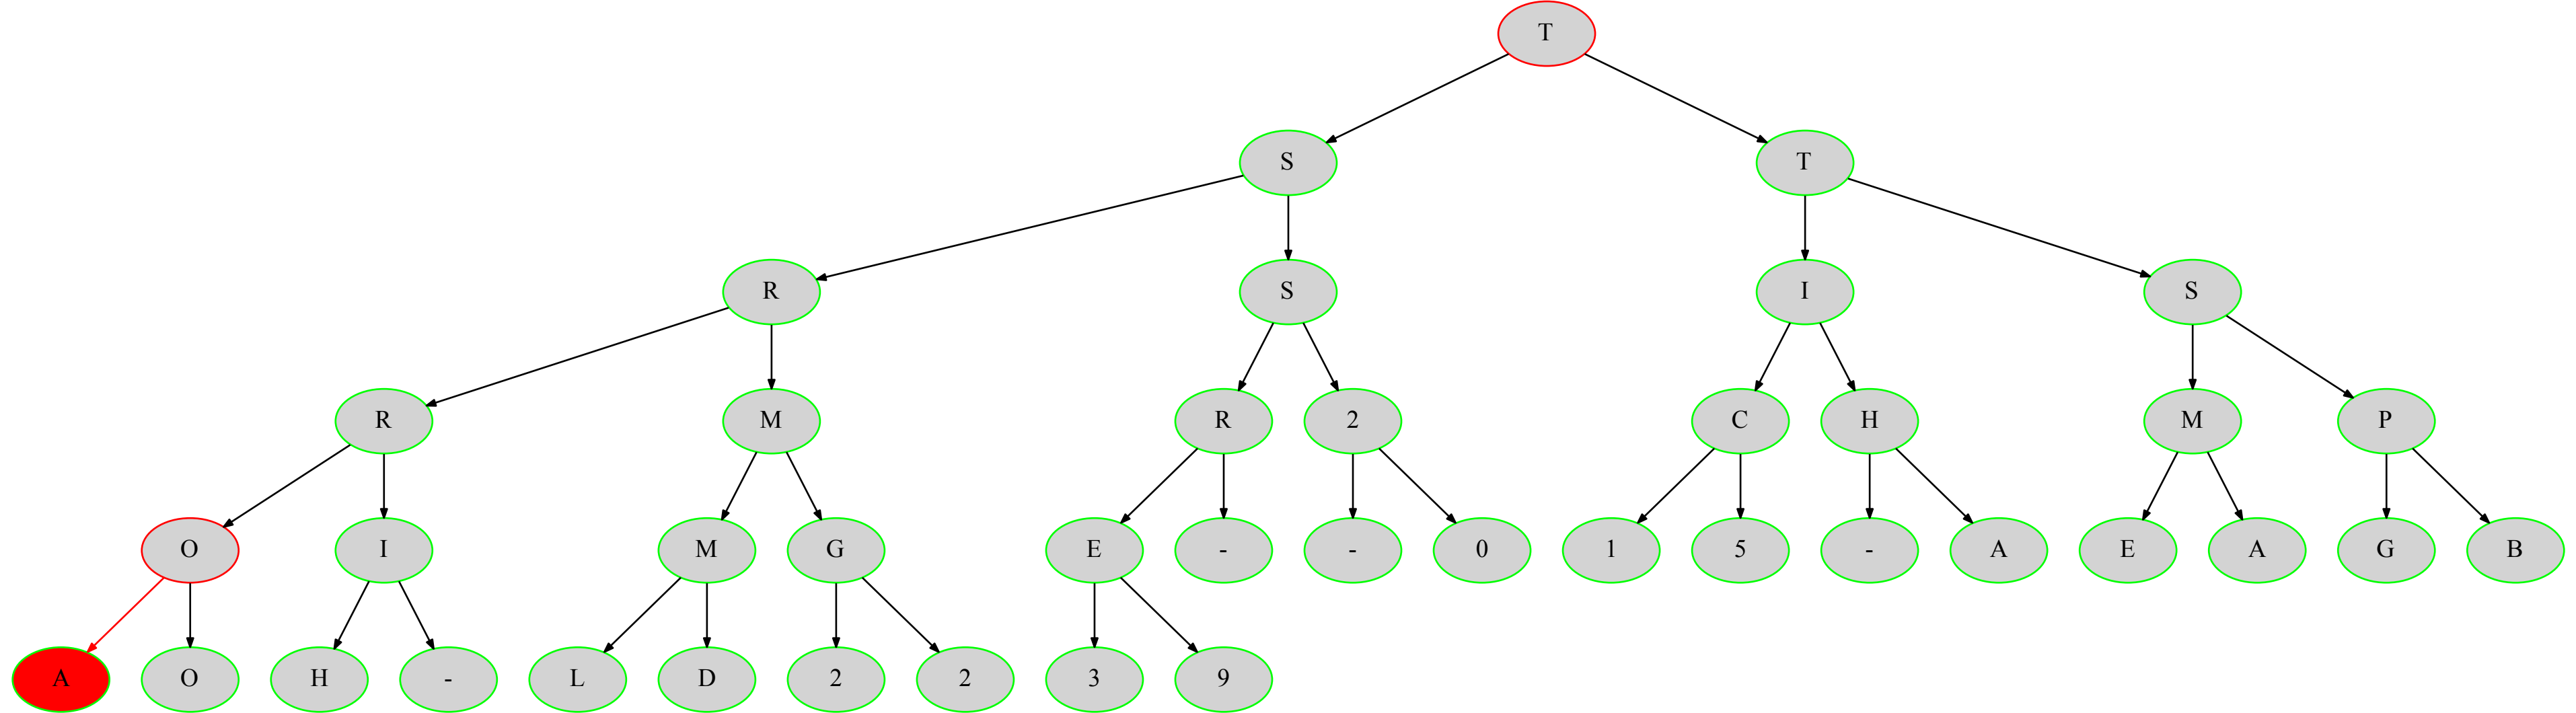 T
S T
R S I S
R M R 2 C H M P
O I M G E - - 0 1 5 - A E A G B
A O H - L D 2 2 3 9